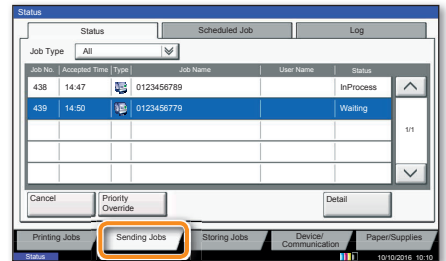 Status
Status Scheduled Job Log
Job Type All
Job No. Accepted Time Type Job Name User Name Status
438 14:47 0123456789 InProcess
439 14:50 0123456779 Waiting
1/1
Cancel Priority Override Detail
Printing Jobs Sending Jobs Storing Jobs Device/ Communication Paper/Supplies
Status 10/10/2016 10:10